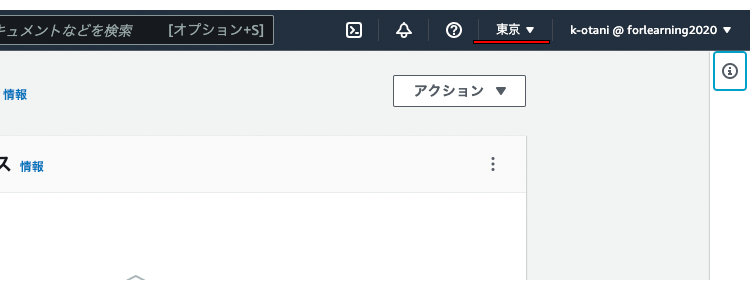 キュメントなどを検索 [オプション+S] 東京 ▼ k-otani @ forlearning2020 ▼
情報 アクション ▼
ス 情報